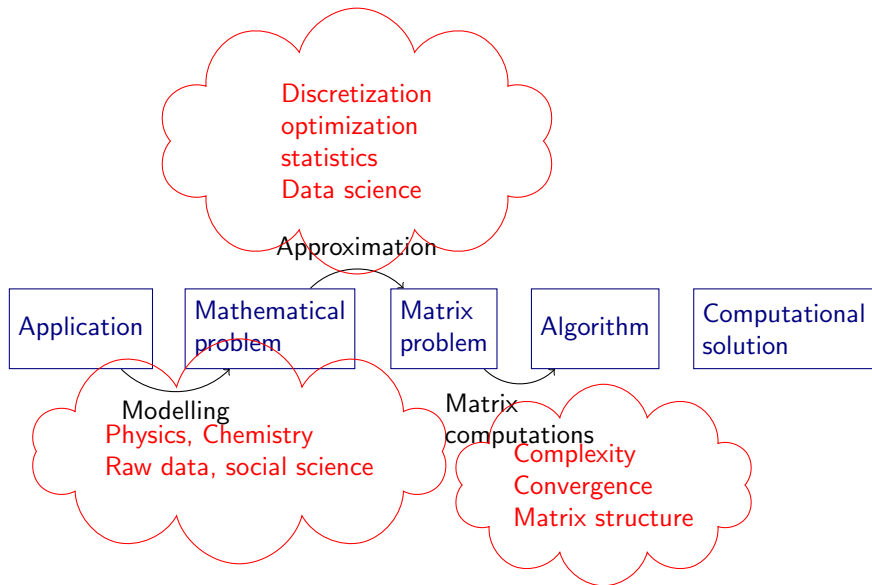 Discretization
optimization
statistics
Data science
Approximation
Application
Mathematical
problem
Matrix
problem
Algorithm
Computational
solution
Modelling
Physics, Chemistry
Raw data, social science
Matrix
computations
Complexity
Convergence
Matrix structure